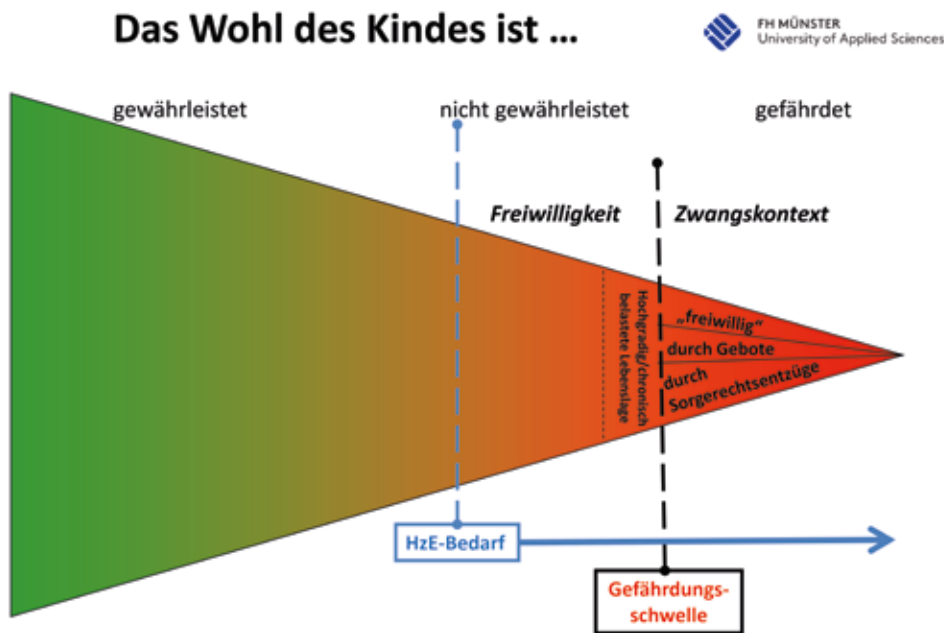 Das Wohl des Kindes ist ...
FH MÜNSTER
University of Applied Sciences
gewährleistet
nicht gewährleistet
gefährdet
Freiwilligkeit
Zwangskontext
Hochgradig/chronisch
belastete Lebenslage
„freiwillig“
durch Gebote
durch
Sorgerechtsentzüge
HzE-Bedarf
Gefährdungs-
schwelle